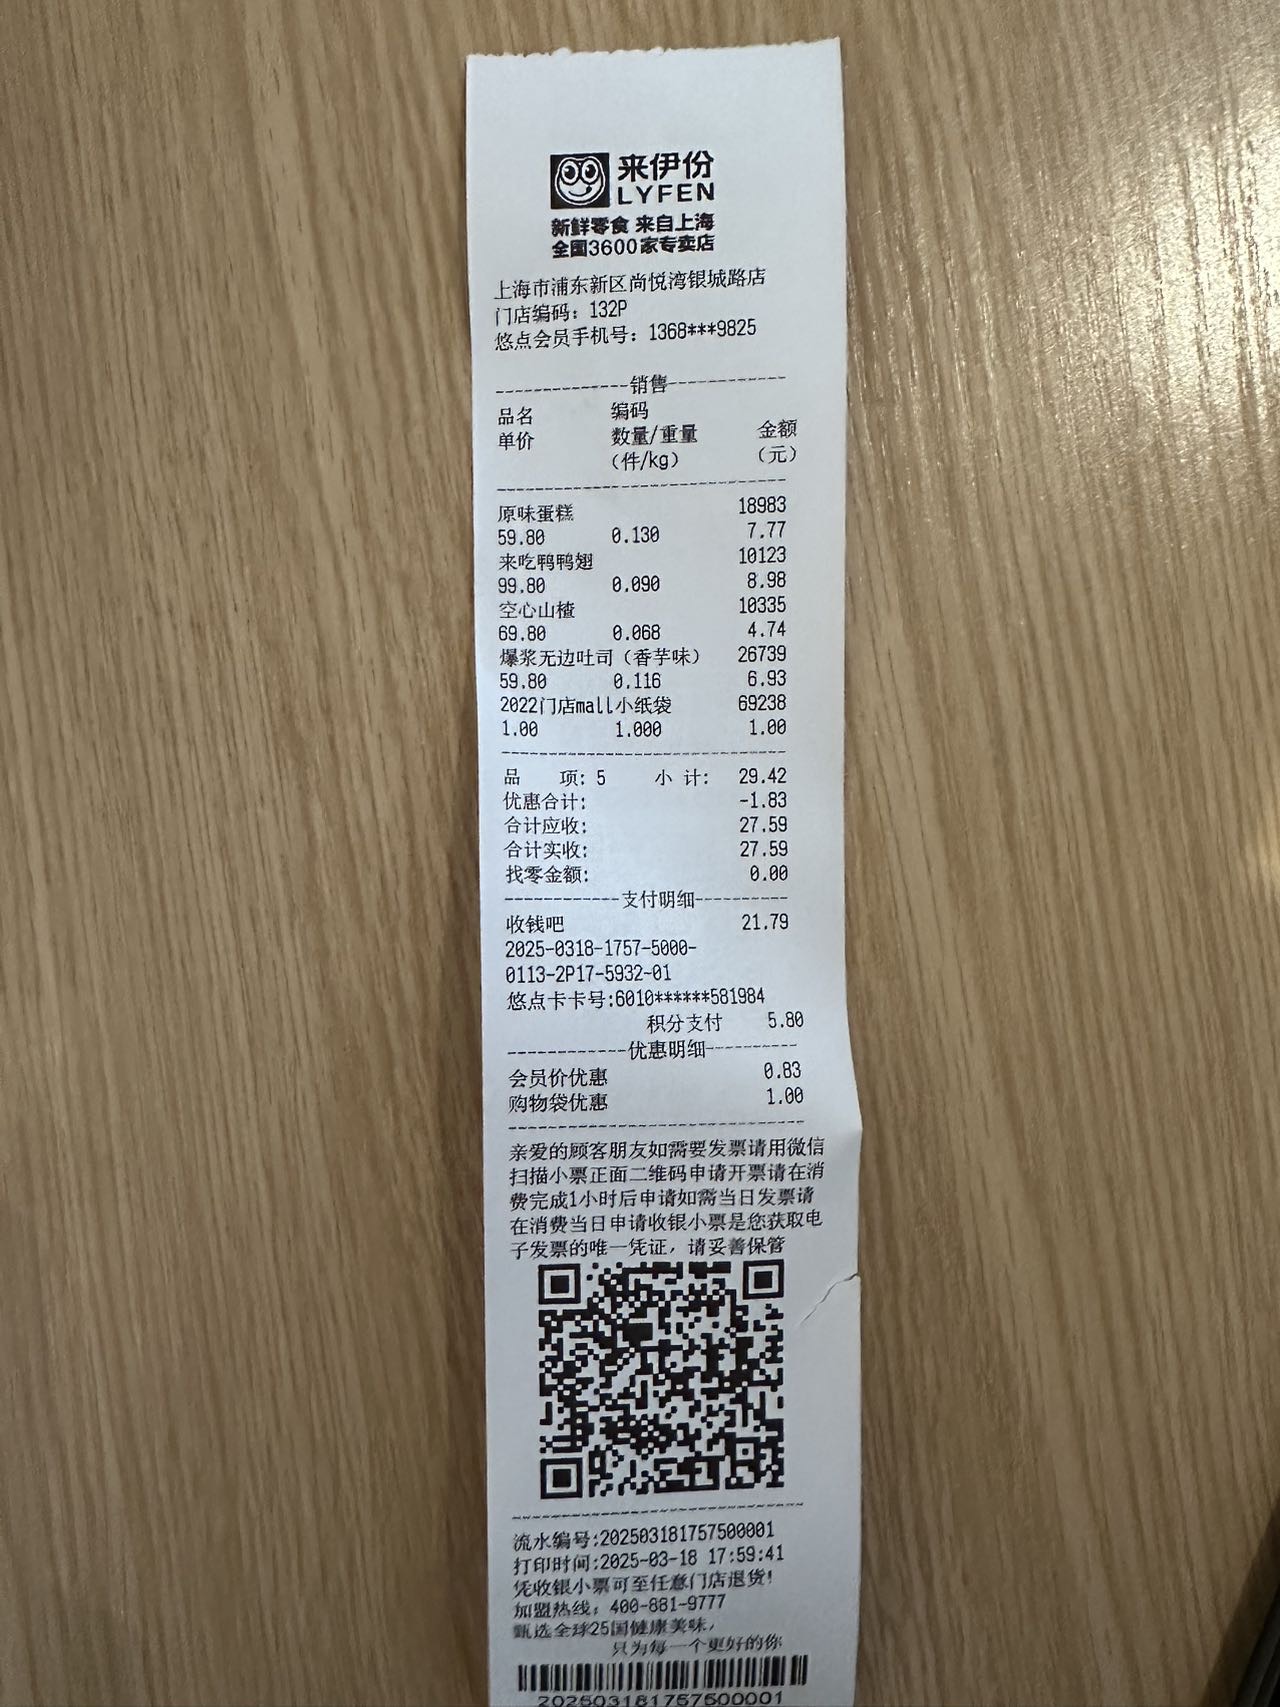 来伊份
LYFEN
新鲜零食 来自上海
全国3600家专卖店
上海市浦东新区尚悦湾银城路店
门店编码：132P
悠点会员手机号：1368***9825
--------------销售------------
品名 编码
单价 数量/重量 金额
（件/kg） （元）
原味蛋糕 18983
59.80 0.130 7.77
来吃鸭鸭翅 10123
99.80 0.090 8.98
空心山楂 10335
69.80 0.068 4.74
爆浆无边吐司（香芋味） 26739
59.80 0.116 6.93
2022门店mall小纸袋 69238
1.00 1.000 1.00
品 项: 5 小 计: 29.42
优惠合计: -1.83
合计应收: 27.59
合计实收: 27.59
找零金额: 0.00
------------支付明细----------
收钱吧 21.79
2025-0318-1757-5000-
0113-2P17-5932-01
悠点卡卡号:6010******581984
积分支付 5.80
------------优惠明细----------
会员价优惠 0.83
购物袋优惠 1.00
亲爱的顾客朋友如需要发票请用微信
扫描小票正面二维码申请开票请在消
费完成1小时后申请如需当日发票请
在消费当日申请收银小票是您获取电
子发票的唯一凭证，请妥善保管
流水编号:202503181757500001
打印时间:2025-03-18 17:59:41
凭收银小票可至任意门店退货!
加盟热线：400-881-9777
甄选全球25国健康美味，
只为每一个更好的你
202503181757500001